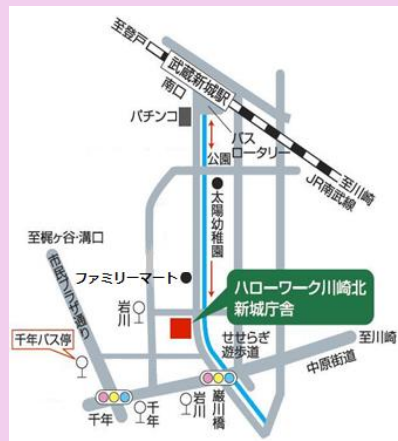 至登戸
武蔵新城駅
南口
パチンコ
バス
ロータリー
公園
至川崎
JR南武線
太陽幼稚園
至梶ヶ谷・溝口
市民プラザ通り
ファミリーマート
ハローワーク川崎北
新城庁舎
岩川
千年バス停
せせらぎ
遊歩道
至川崎
中原街道
千年
千年
岩川
巌川橋